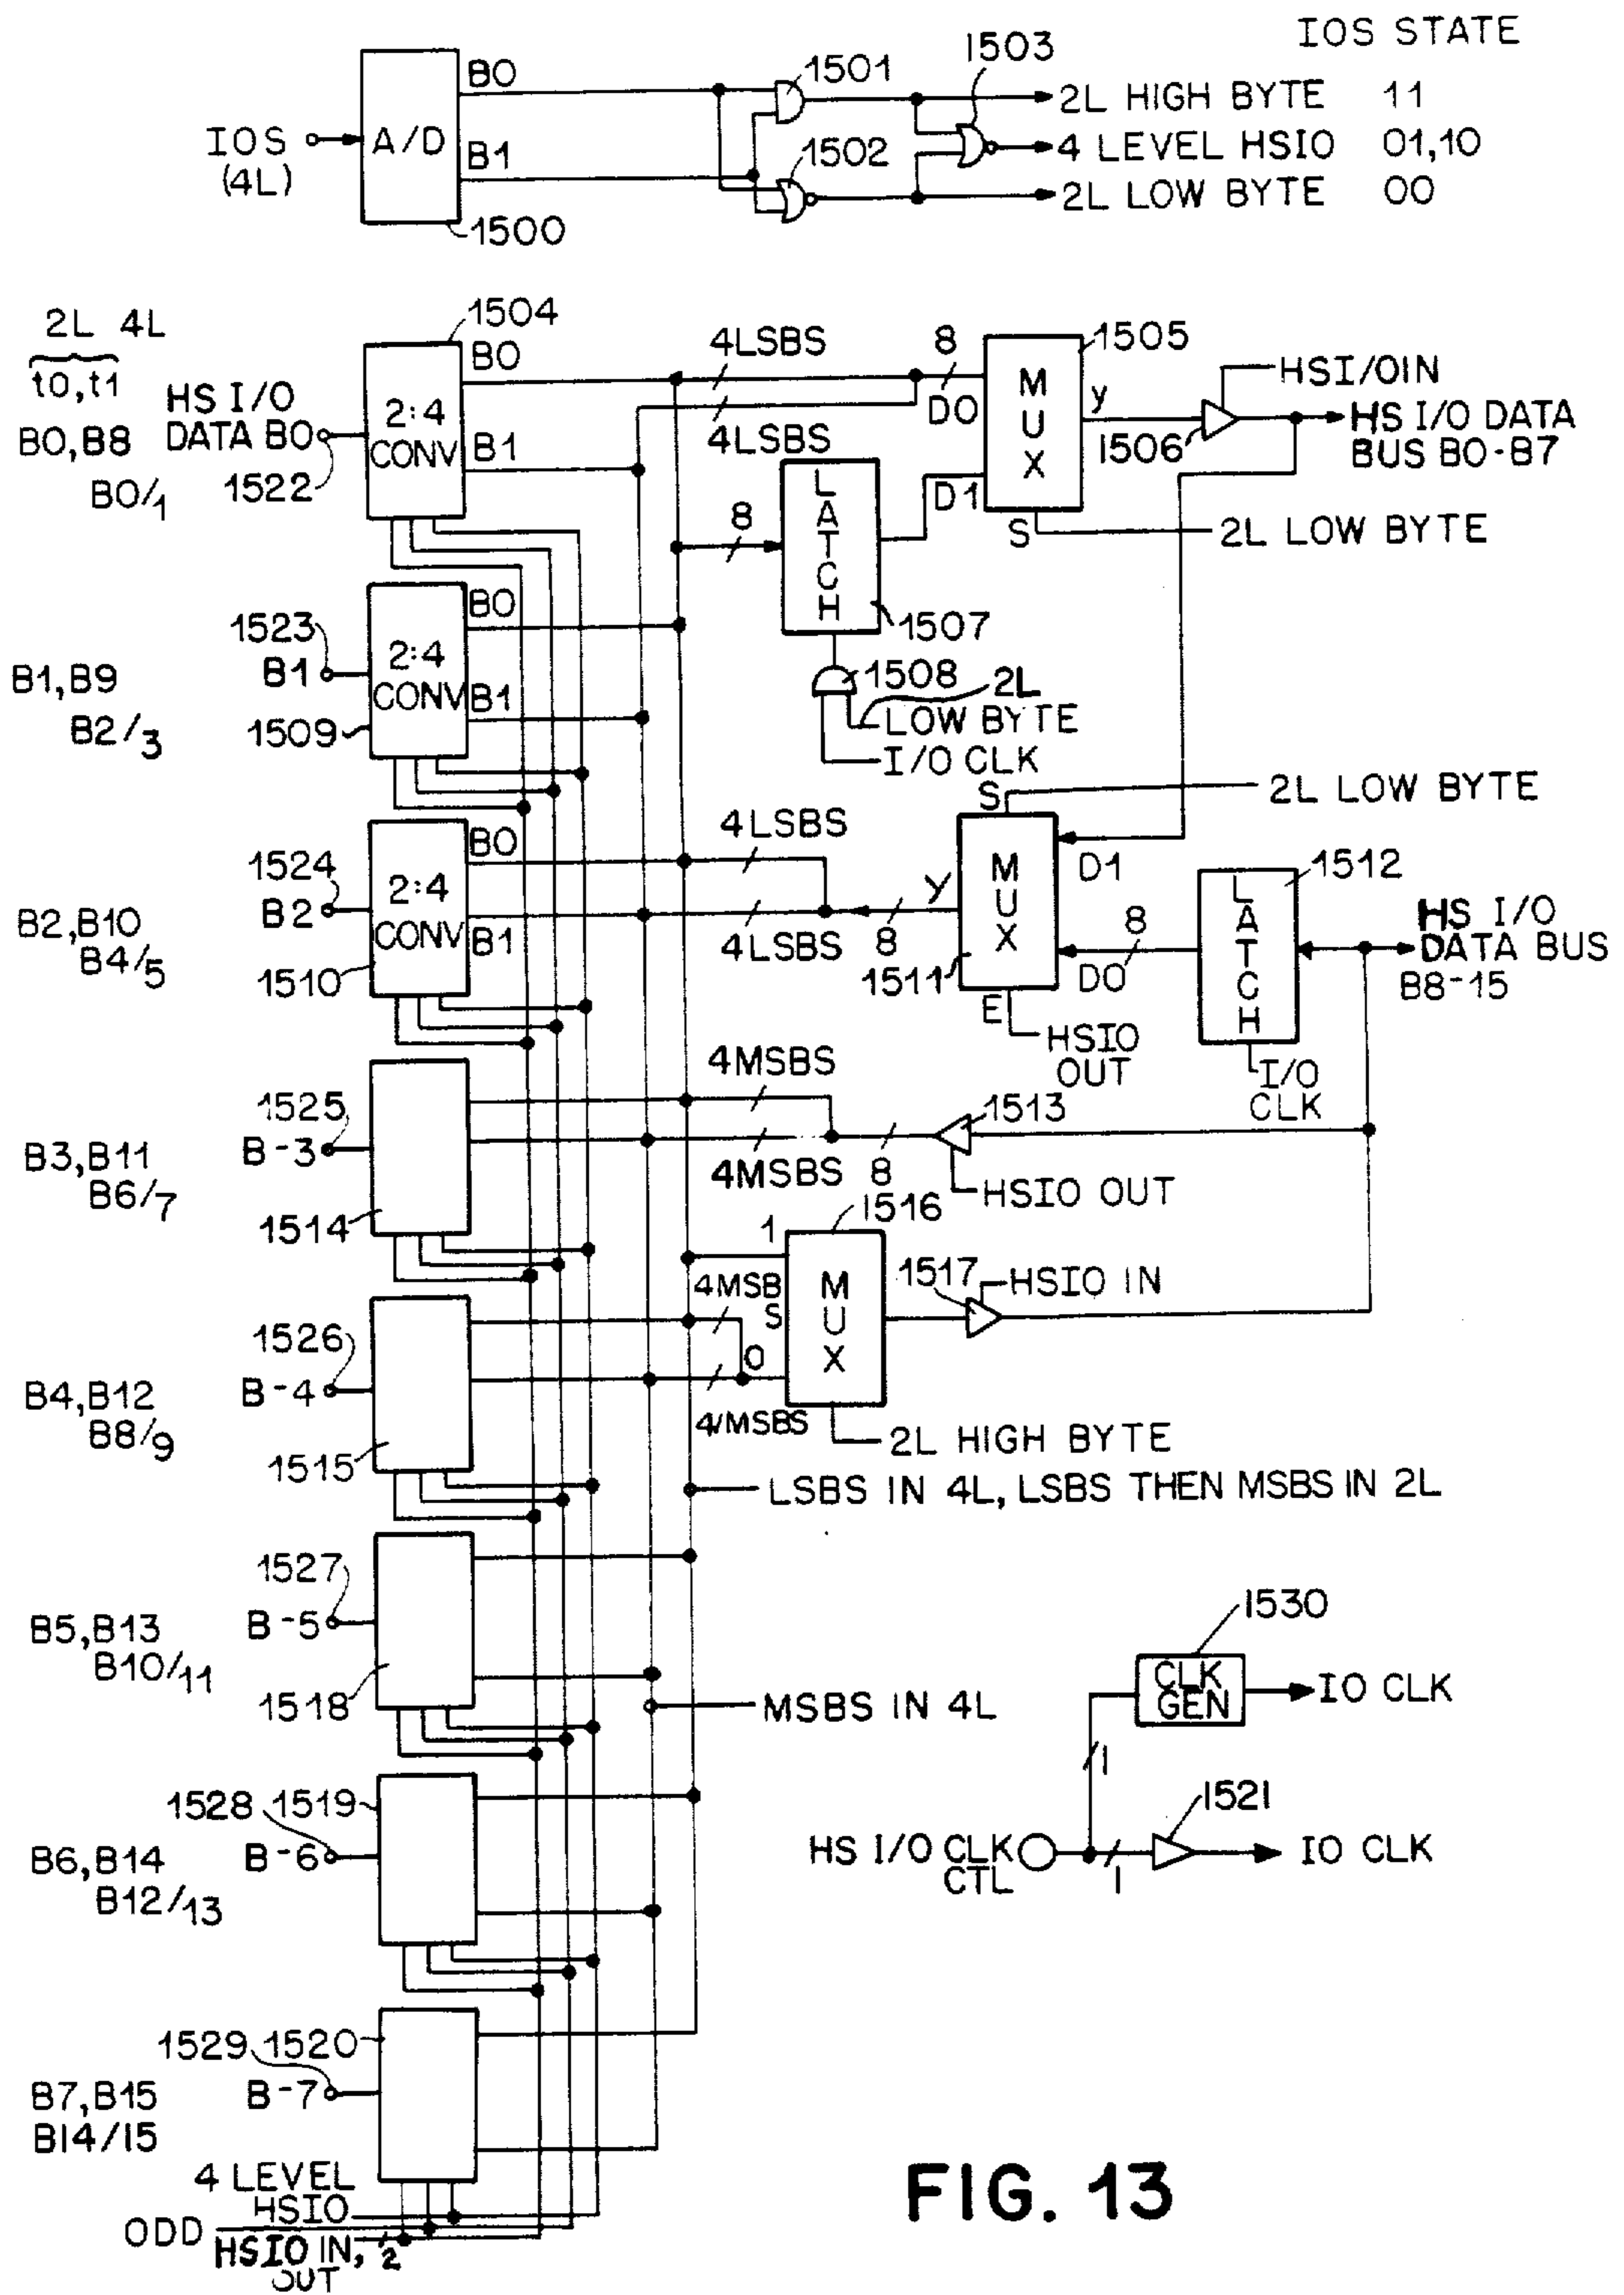 IOS STATE
1503
1501
B0
2L HIGH BYTE 11
IOS
(4L)
A/D
4 LEVEL HSIO 01,10
B1
1502
2L LOW BYTE 00
1500
2L 4L
t0,t1
1504
B0
4LSBS
8
1505
HS I/O
DATA B0
2:4
CONV
D0
MUX
y
HSI/OIN
B0,B8
B1
4LSBS
1506
HS I/O DATA
BUS B0-B7
B0/1
1522
LATCH
D1
8
S
2L LOW BYTE
B0
1507
1523
B1
2:4
CONV
B1
1508
2L
LOW BYTE
I/O CLK
B1,B9
B2/3
1509
S
2L LOW BYTE
4LSBS
B0
D1
1512
1524
B2
2:4
CONV
B1
MUX
y
LATCH
8
8
HS I/O
DATA BUS
B8-15
B2,B10
B4/5
4LSBS
1510
1511
D0
E
HSIO
OUT
I/O
CLK
4MSBS
1513
1525
B-3
B3,B11
B6/7
4MSBS
8
HSIO OUT
1514
1516
1
4MSB
S
MUX
1517
HSIO IN
1526
B-4
0
B4,B12
B8/9
4/MSBS
2L HIGH BYTE
1515
LSBS IN 4L, LSBS THEN MSBS IN 2L
1527
B-5
B5,B13
B10/11
1518
MSBS IN 4L
1530
CLK
GEN
IO CLK
1
1528 1519
B-6
B6,B14
B12/13
1521
HS I/O CLK
CTL
1
IO CLK
1529 1520
B-7
B7,B15
B14/15
4 LEVEL
HSIO
ODD
HSIO IN, 2
OUT
FIG. 13